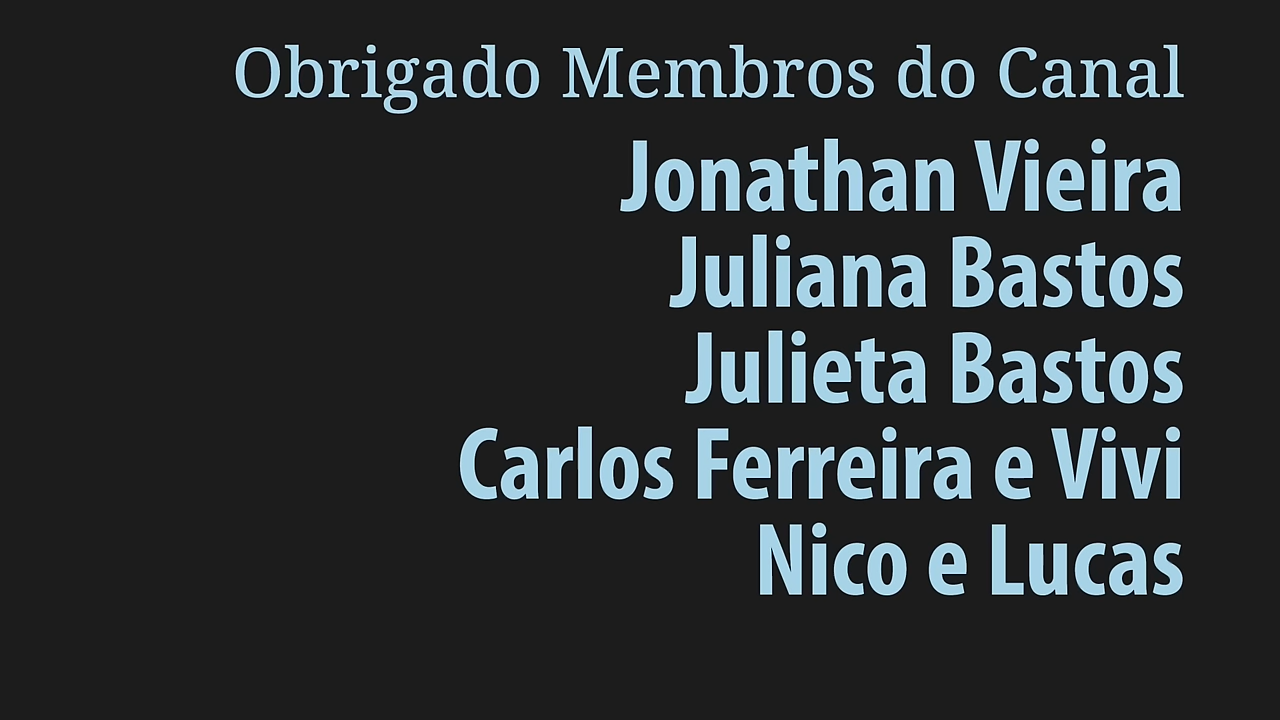 Obrigado Membros do Canal
Jonathan Vieira
Juliana Bastos
Julieta Bastos
Carlos Ferreira e Vivi
Nico e Lucas